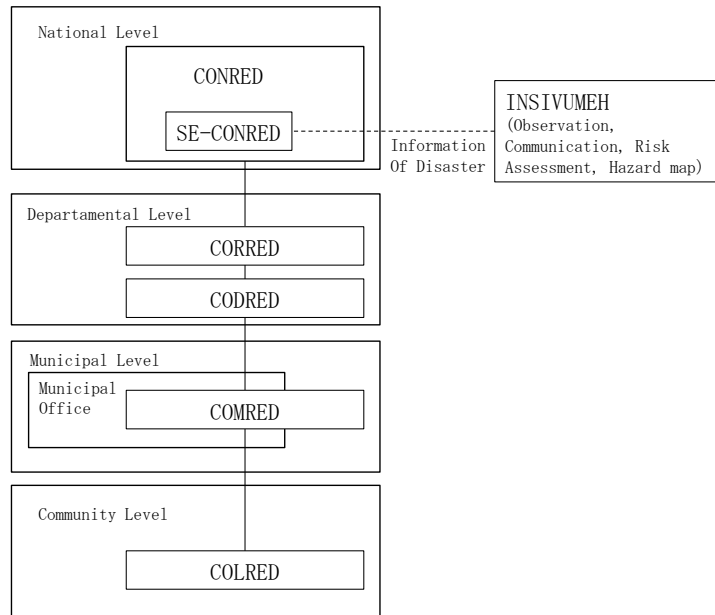 National Level
CONRED
SE-CONRED
Information
Of Disaster
INSIVUMEH
(Observation,
Communication, Risk
Assessment, Hazard map)
Departamental Level
CORRED
CODRED
Municipal Level
Municipal
Office
COMRED
Community Level
COLRED